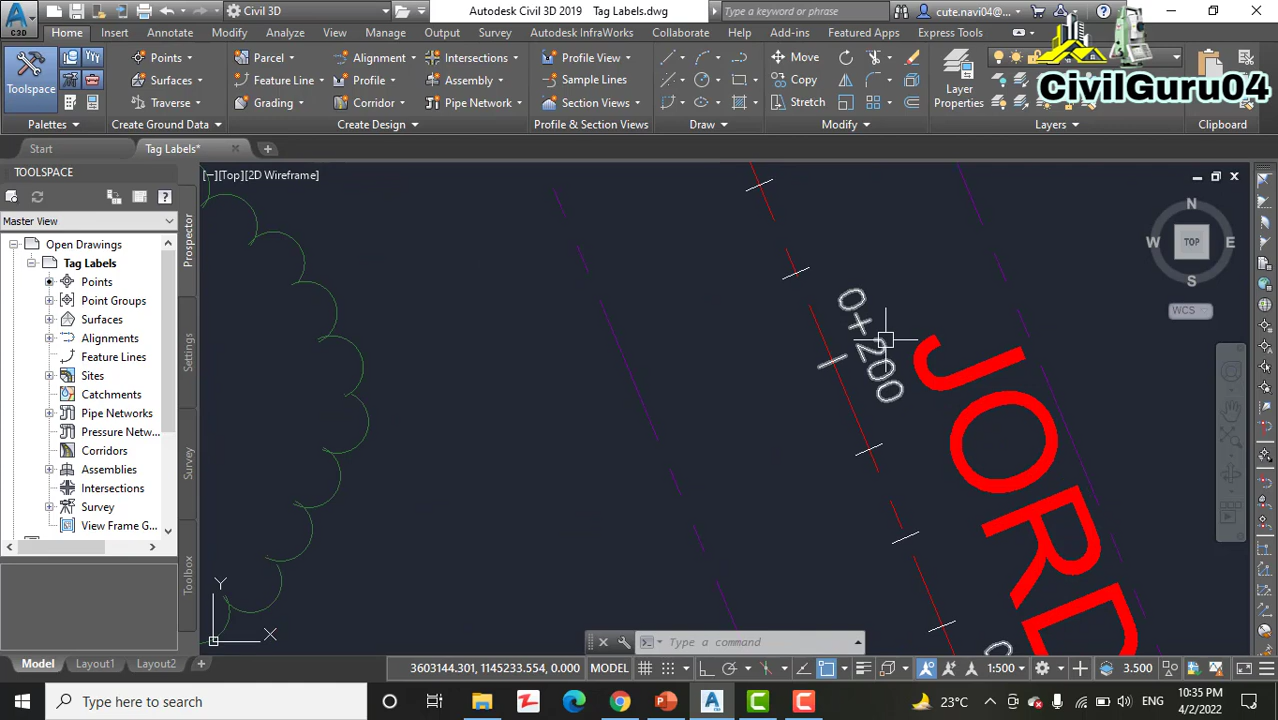 Civil 3D
Autodesk Civil 3D 2019 Tag Labels.dwg
Type a keyword or phrase
cute.navi04@...
A
C3D
Home Insert Annotate Modify Analyze View Manage Output Survey Autodesk InfraWorks Collaborate Help Add-ins Featured Apps Express Tools
CivilGuru04
Toolspace
Points
Surfaces
Traverse
Parcel
Feature Line
Grading
Alignment
Profile
Corridor
Intersections
Assembly
Pipe Network
Profile View
Sample Lines
Section Views
Move
Copy
Stretch
Layer
Properties
Paste
Palettes Create Ground Data Create Design Profile & Section Views Draw Modify Layers Clipboard
Start Tag Labels*
TOOLSPACE
Master View
Open Drawings
Tag Labels
Points
Point Groups
Surfaces
Alignments
Feature Lines
Sites
Catchments
Pipe Networks
Pressure Netw...
Corridors
Assemblies
Intersections
Survey
View Frame G...
Prospector
Settings
Survey
Toolbox
[−][Top][2D Wireframe]
N
W TOP E
S
WCS
0+200
JORD
Y
X
Type a command
Model Layout1 Layout2
3603144.301, 1145233.554, 0.000 MODEL 1:500 3.500
Type here to search
23°C
ENG
10:35 PM
4/2/2022